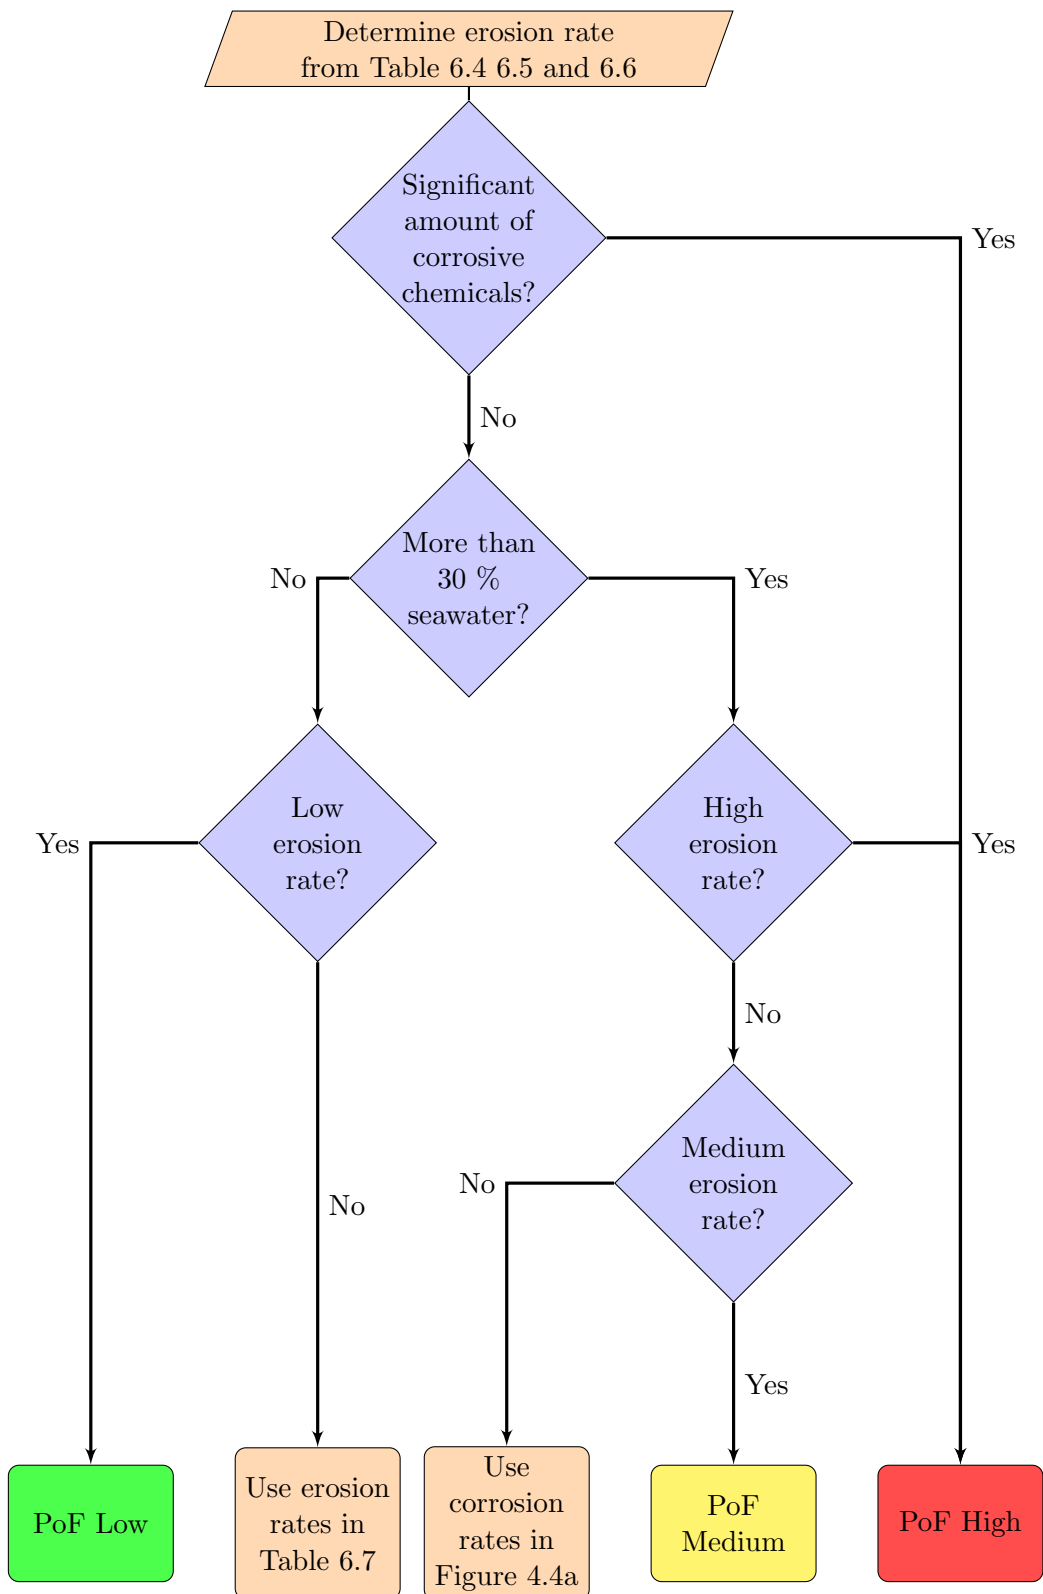 Determine erosion rate
from Table 6.4 6.5 and 6.6
Significant
amount of
corrosive
chemicals?
Yes
No
More than
30 %
seawater?
No
Yes
Low
erosion
rate?
Yes
High
erosion
rate?
Yes
No
Medium
erosion
rate?
No
No
Yes
PoF Low
Use erosion
rates in
Table 6.7
Use
corrosion
rates in
Figure 4.4a
PoF
Medium
PoF High